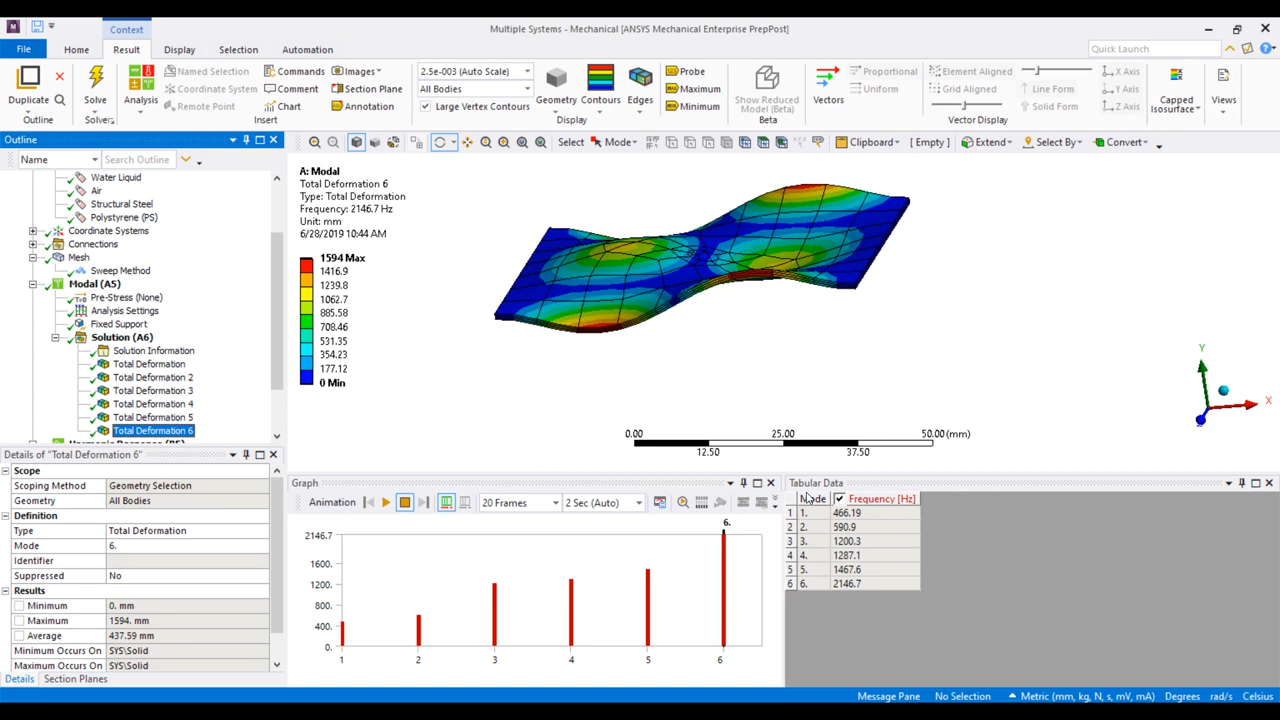 Multiple Systems - Mechanical [ANSYS Mechanical Enterprise PrepPost]
Context
File Home Result Display Selection Automation
Quick Launch
Duplicate Solve Analysis
Named Selection
Coordinate System
Remote Point
Commands
Comment
Chart
Images
Section Plane
Annotation
2.5e-003 (Auto Scale)
All Bodies
Large Vertex Contours
Geometry Contours Edges
Probe
Maximum
Minimum
Show Reduced
Model (Beta)
Vectors
Proportional
Uniform
Element Aligned
Grid Aligned
Line Form
Solid Form
X Axis
Y Axis
Z Axis
Capped
Isosurface
Views
Outline Solver Insert Display Beta Vector Display
Outline
Select Mode Clipboard [ Empty ] Extend Select By Convert
Name Search Outline
Water Liquid
Air
Structural Steel
Polystyrene (PS)
Coordinate Systems
Connections
Mesh
Sweep Method
Modal (A5)
Pre-Stress (None)
Analysis Settings
Fixed Support
Solution (A6)
Solution Information
Total Deformation
Total Deformation 2
Total Deformation 3
Total Deformation 4
Total Deformation 5
Total Deformation 6
A: Modal
Total Deformation 6
Type: Total Deformation
Frequency: 2146.7 Hz
Unit: mm
6/28/2019 10:44 AM
1594 Max
1416.9
1239.8
1062.7
885.58
708.46
531.35
354.23
177.12
0 Min
Y
X
0.00 25.00 50.00 (mm)
12.50 37.50
Details of "Total Deformation 6"
Scope
Scoping Method Geometry Selection
Geometry All Bodies
Definition
Type Total Deformation
Mode 6.
Identifier
Suppressed No
Results
Minimum 0. mm
Maximum 1594. mm
Average 437.59 mm
Minimum Occurs On SYS\Solid
Maximum Occurs On SYS\Solid
Details Section Planes
Graph
Animation 20 Frames 2 Sec (Auto)
6.
2146.7
1600.
1200.
800.
400.
0.
1 2 3 4 5 6
Tabular Data
Mode Frequency [Hz]
1 1. 466.19
2 2. 590.9
3 3. 1200.3
4 4. 1287.1
5 5. 1467.6
6 6. 2146.7
Message Pane No Selection Metric (mm, kg, N, s, mV, mA) Degrees rad/s Celsius